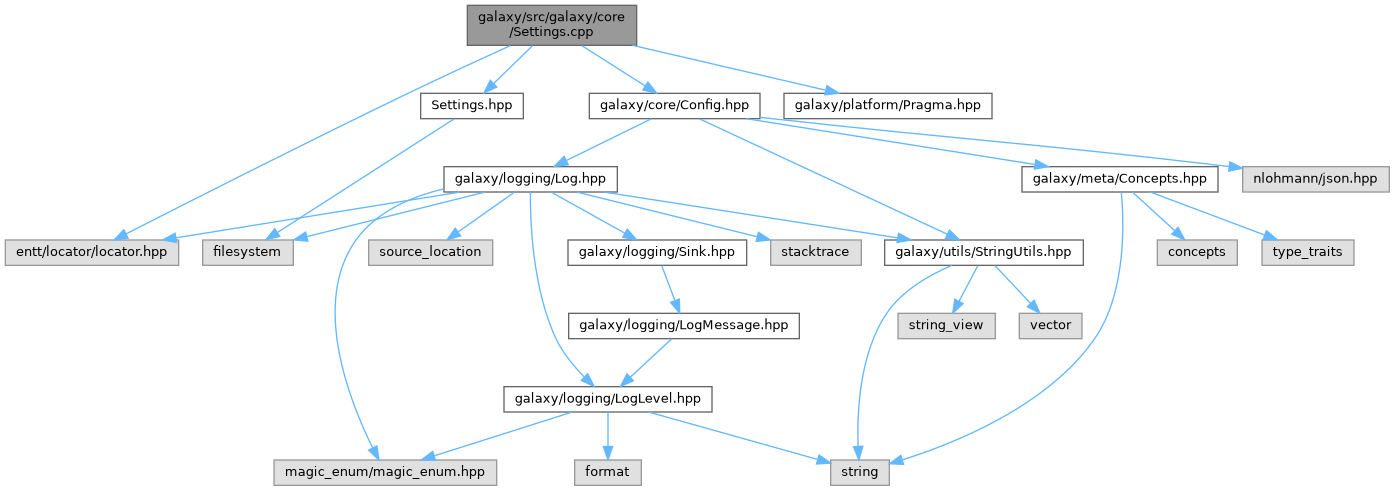 galaxy/src/galaxy/core
/Settings.cpp
Settings.hpp
galaxy/core/Config.hpp
galaxy/platform/Pragma.hpp
galaxy/logging/Log.hpp
galaxy/meta/Concepts.hpp
nlohmann/json.hpp
entt/locator/locator.hpp
filesystem
source_location
galaxy/logging/Sink.hpp
stacktrace
galaxy/utils/StringUtils.hpp
concepts
type_traits
galaxy/logging/LogMessage.hpp
string_view
vector
galaxy/logging/LogLevel.hpp
magic_enum/magic_enum.hpp
format
string